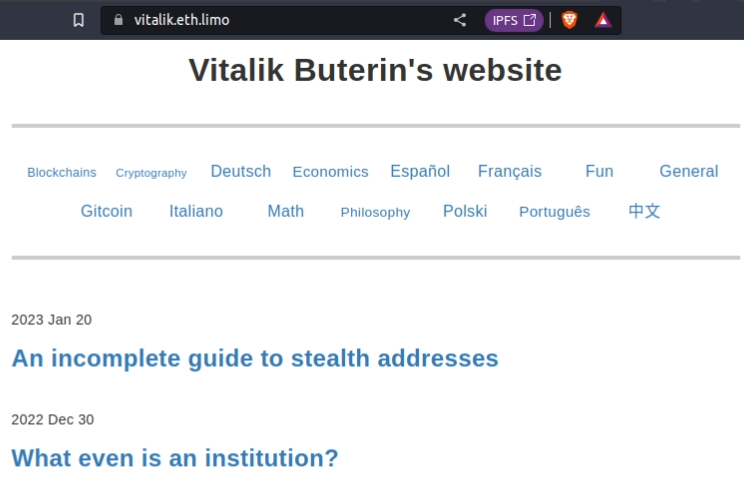 vitalik.eth.limo IPFS
Vitalik Buterin's website
Blockchains Cryptography Deutsch Economics Español Français Fun General
Gitcoin Italiano Math Philosophy Polski Português 中文
2023 Jan 20
An incomplete guide to stealth addresses
2022 Dec 30
What even is an institution?